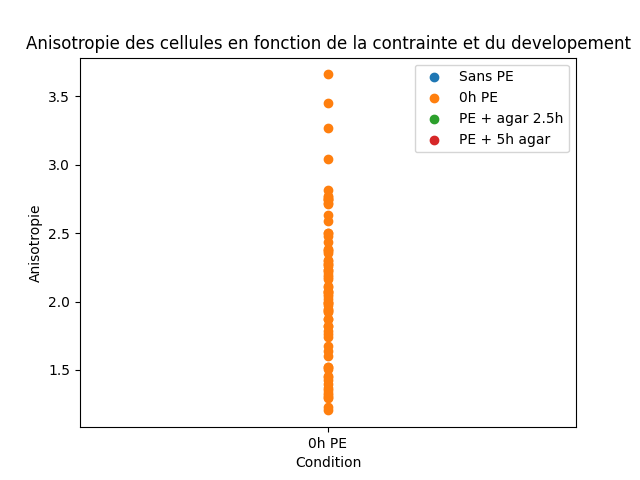 Anisotropie des cellules en fonction de la contrainte et du developement
Sans PE
0h PE
PE + agar 2.5h
PE + 5h agar
3.5
3.0
2.5
2.0
1.5
Anisotropie
0h PE
Condition